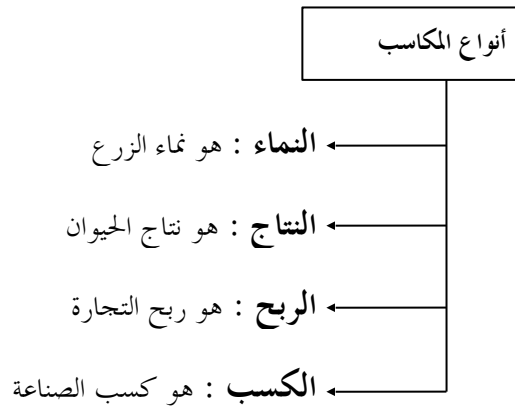 أنواع المكاسب
النماء : هو نماء الزرع
النتاج : هو نتاج الحيوان
الربح : هو ربح التجارة
الكسب : هو كسب الصناعة